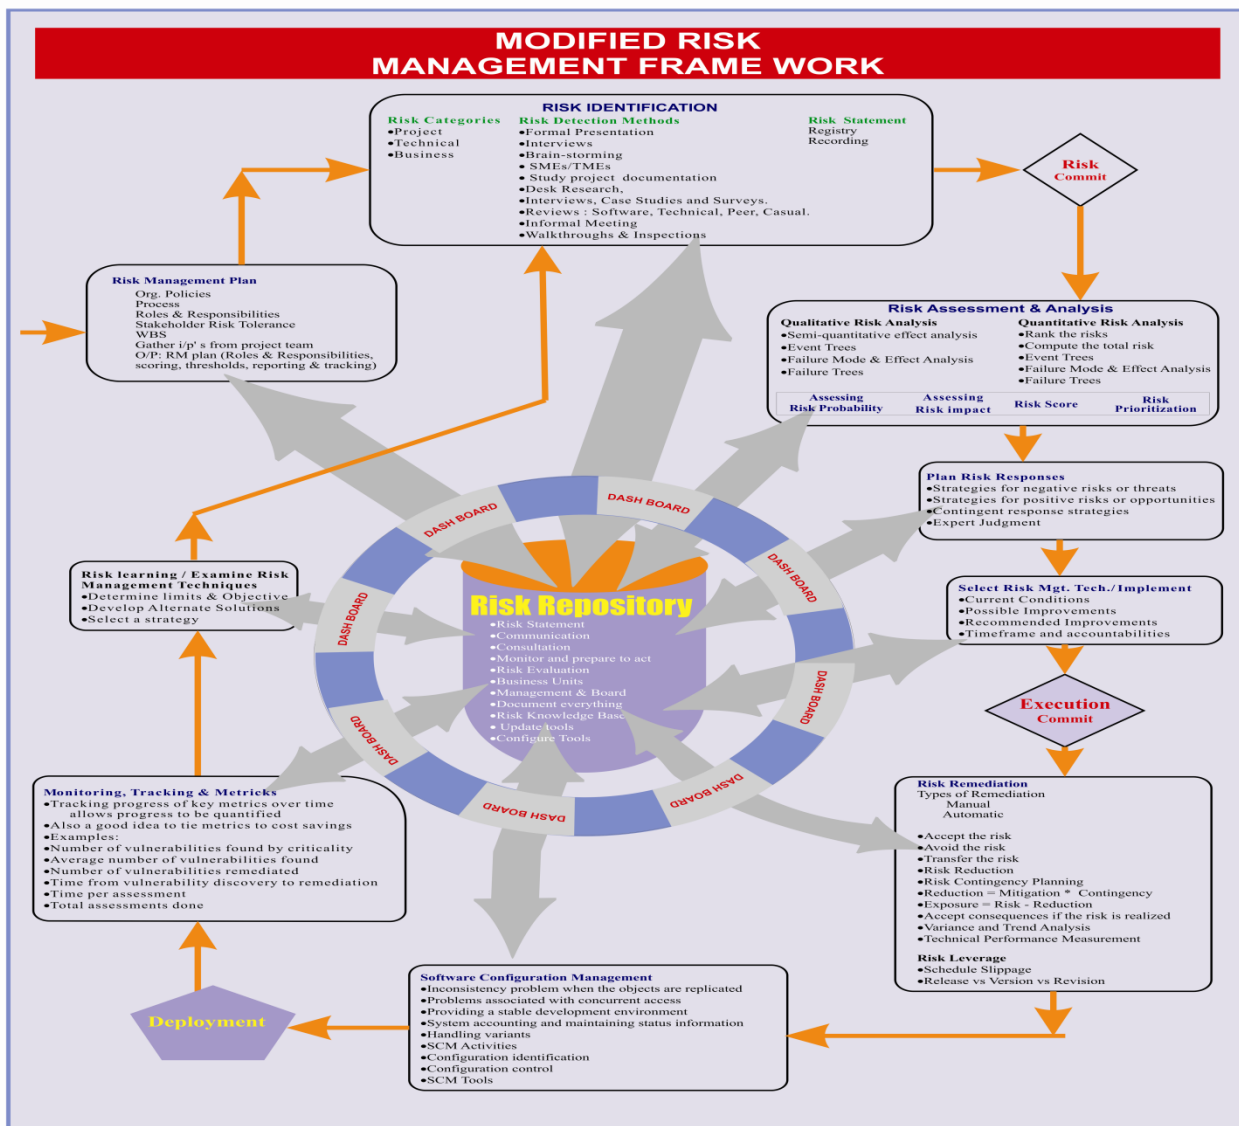 MODIFIED RISK
MANAGEMENT FRAME WORK
RISK IDENTIFICATION
Risk Categories
●Project
●Technical
●Business
Risk Detection Methods
●Formal Presentation
●Interviews
●Brain-storming
● SMEs/TMEs
● Study project documentation
●Desk Research,
●Interviews, Case Studies and Surveys.
●Reviews : Software, Technical, Peer, Casual.
●Informal Meeting
●Walkthroughs & Inspections
Risk Statement
Registry
Recording
Risk
Commit
Risk Management Plan
Org. Policies
Process
Roles & Responsibilities
Stakeholder Risk Tolerance
WBS
Gather i/p' s from project team
O/P: RM plan (Roles & Responsibilities,
scoring, thresholds, reporting & tracking)
Risk Assessment & Analysis
Qualitative Risk Analysis
●Semi-quantitative effect analysis
●Event Trees
●Failure Mode & Effect Analysis
●Failure Trees
Quantitative Risk Analysis
●Rank the risks
●Compute the total risk
●Event Trees
●Failure Mode & Effect Analysis
●Failure Trees
Assessing
Risk Probability
Assessing
Risk impact
Risk Score
Risk
Prioritization
Plan Risk Responses
●Strategies for negative risks or threats
●Strategies for positive risks or opportunities
●Contingent response strategies
●Expert Judgment
Select Risk Mgt. Tech./Implement
●Current Conditions
●Possible Improvements
●Recommended Improvements
●Timeframe and accountabilities
Execution
Commit
Risk Remediation
Types of Remediation
Manual
Automatic
●Accept the risk
●Avoid the risk
●Transfer the risk
●Risk Reduction
●Risk Contingency Planning
●Reduction = Mitigation * Contingency
●Exposure = Risk - Reduction
●Accept consequences if the risk is realized
●Variance and Trend Analysis
●Technical Performance Measurement
Risk Leverage
●Schedule Slippage
●Release vs Version vs Revision
Software Configuration Management
●Inconsistency problem when the objects are replicated
●Problems associated with concurrent access
●Providing a stable development environment
●System accounting and maintaining status information
●Handling variants
●SCM Activities
●Configuration identification
●Configuration control
●SCM Tools
Deployment
Monitoring, Tracking & Metricks
●Tracking progress of key metrics over time
allows progress to be quantified
●Also a good idea to tie metrics to cost savings
●Examples:
●Number of vulnerabilities found by criticality
●Average number of vulnerabilities found
●Number of vulnerabilities remediated
●Time from vulnerability discovery to remediation
●Time per assessment
●Total assessments done
Risk learning / Examine Risk
Management Techniques
●Determine limits & Objective
●Develop Alternate Solutions
●Select a strategy
DASH BOARD
DASH BOARD
DASH BOARD
DASH BOARD
DASH BOARD
DASH BOARD
DASH BOARD
DASH BOARD
Risk Repository
●Risk Statement
●Communication
●Consultation
●Monitor and prepare to act
●Risk Evaluation
●Business Units
●Management & Board
●Document everything
●Risk Knowledge Base
● Update tools
●Configure Tools